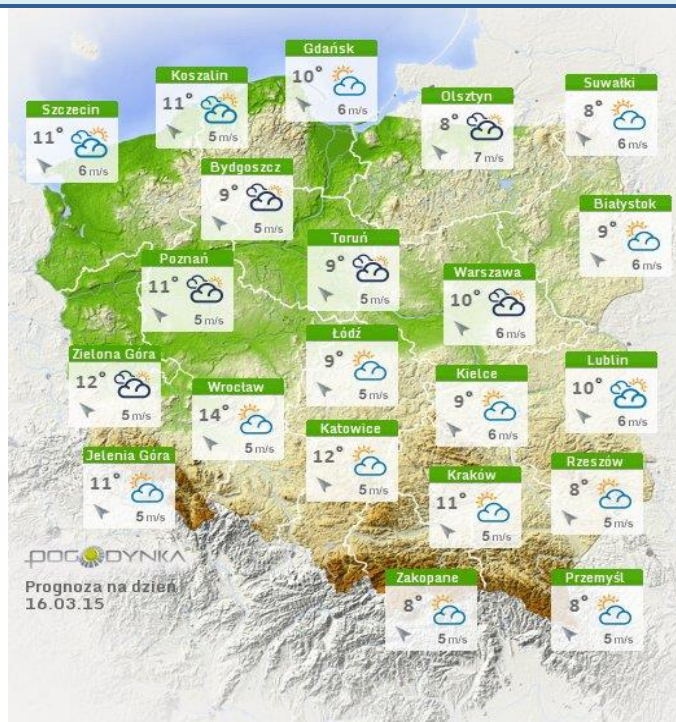 Gdańsk
10°
6 m/s
Koszalin
11°
5 m/s
Suwałki
8°
6 m/s
Olsztyn
8°
7 m/s
Szczecin
11°
6 m/s
Bydgoszcz
9°
5 m/s
Białystok
9°
6 m/s
Toruń
9°
5 m/s
Poznań
11°
5 m/s
Warszawa
10°
6 m/s
Łódź
9°
5 m/s
Zielona Góra
12°
5 m/s
Lublin
10°
6 m/s
Kielce
9°
6 m/s
Wrocław
14°
5 m/s
Katowice
12°
5 m/s
Jelenia Góra
11°
5 m/s
Rzeszów
8°
5 m/s
Kraków
11°
5 m/s
POGODYNKA
Prognoza na dzień
16.03.15
Zakopane
8°
5 m/s
Przemyśl
8°
5 m/s